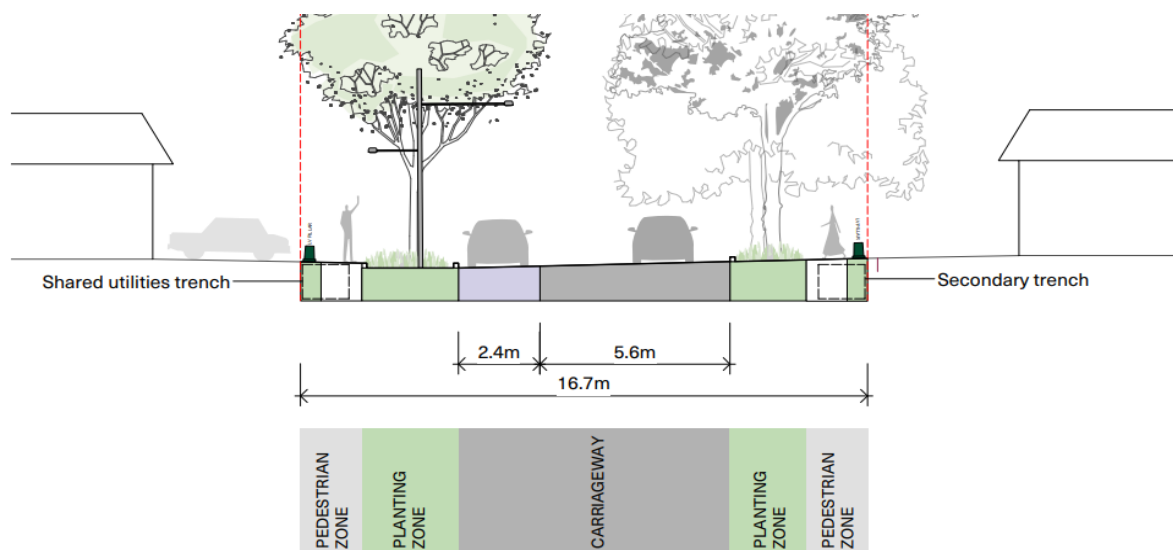 Shared utilities trench
Secondary trench
2.4m
5.6m
16.7m
PEDESTRIAN
ZONE
PLANTING
ZONE
CARRIAGEWAY
PLANTING
ZONE
PEDESTRIAN
ZONE